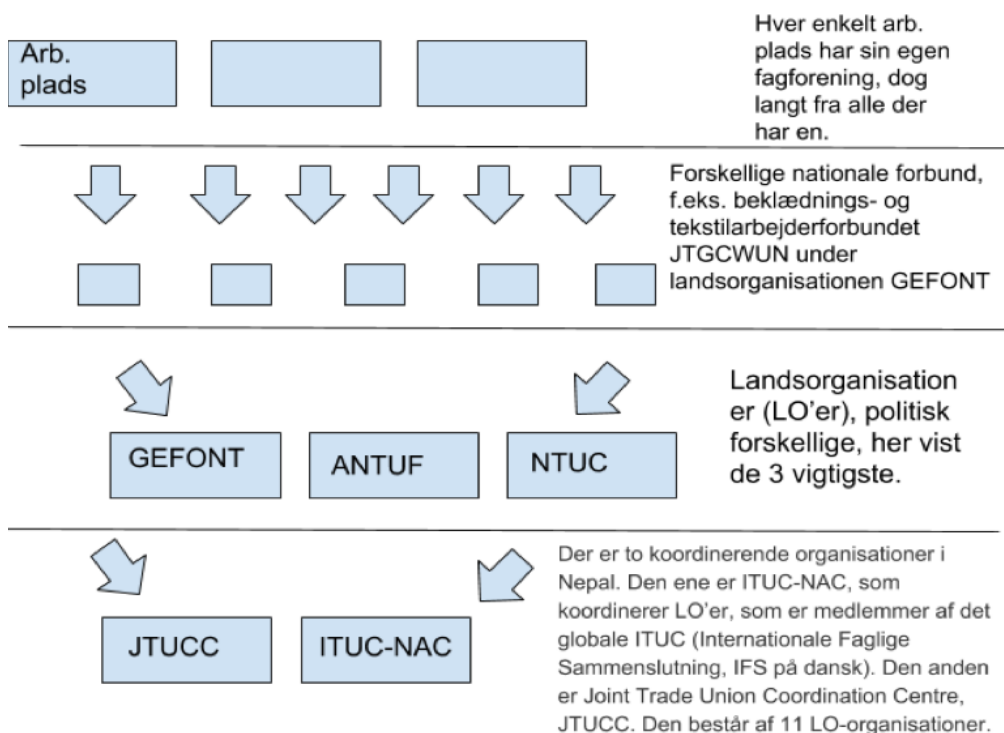 Arb.
plads
Hver enkelt arb.
plads har sin egen
fagforening, dog
langt fra alle der
har en.
Forskellige nationale forbund,
f.eks. beklædnings- og
tekstilarbejderforbundet
JTGCWUN under
landsorganisationen GEFONT
GEFONT
ANTUF
NTUC
Landsorganisation
er (LO’er), politisk
forskellige, her vist
de 3 vigtigste.
JTUCC
ITUC-NAC
Der er to koordinerende organisationer i
Nepal. Den ene er ITUC-NAC, som
koordinerer LO’er, som er medlemmer af det
globale ITUC (Internationale Faglige
Sammenslutning, IFS på dansk). Den anden
er Joint Trade Union Coordination Centre,
JTUCC. Den består af 11 LO-organisationer.